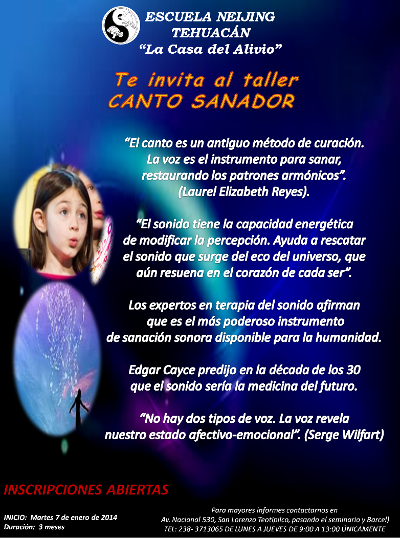 ESCUELA NEIJING
TEHUACÁN
“La Casa del Alivio”
Te invita al taller
CANTO SANADOR
“El canto es un antiguo método de curación.
La voz es el instrumento para sanar,
restaurando los patrones armónicos”.
(Laurel Elizabeth Reyes).
“El sonido tiene la capacidad energética
de modificar la percepción. Ayuda a rescatar
el sonido que surge del eco del universo, que
aún resuena en el corazón de cada ser”.
Los expertos en terapia del sonido afirman
que es el más poderoso instrumento
de sanación sonora disponible para la humanidad.
Edgar Cayce predijo en la década de los 30
que el sonido sería la medicina del futuro.
“No hay dos tipos de voz. La voz revela
nuestro estado afectivo-emocional”. (Serge Wilfart)
INSCRIPCIONES ABIERTAS
INICIO: Martes 7 de enero de 2014
Duración: 3 meses
Para mayores informes contactarnos en
Av. Nacional 530, San Lorenzo Teotipilco, pasando el seminario y Barcel)
TEL: 238- 3713065 DE LUNES A JUEVES DE 9:00 A 13:00 ÚNICAMENTE